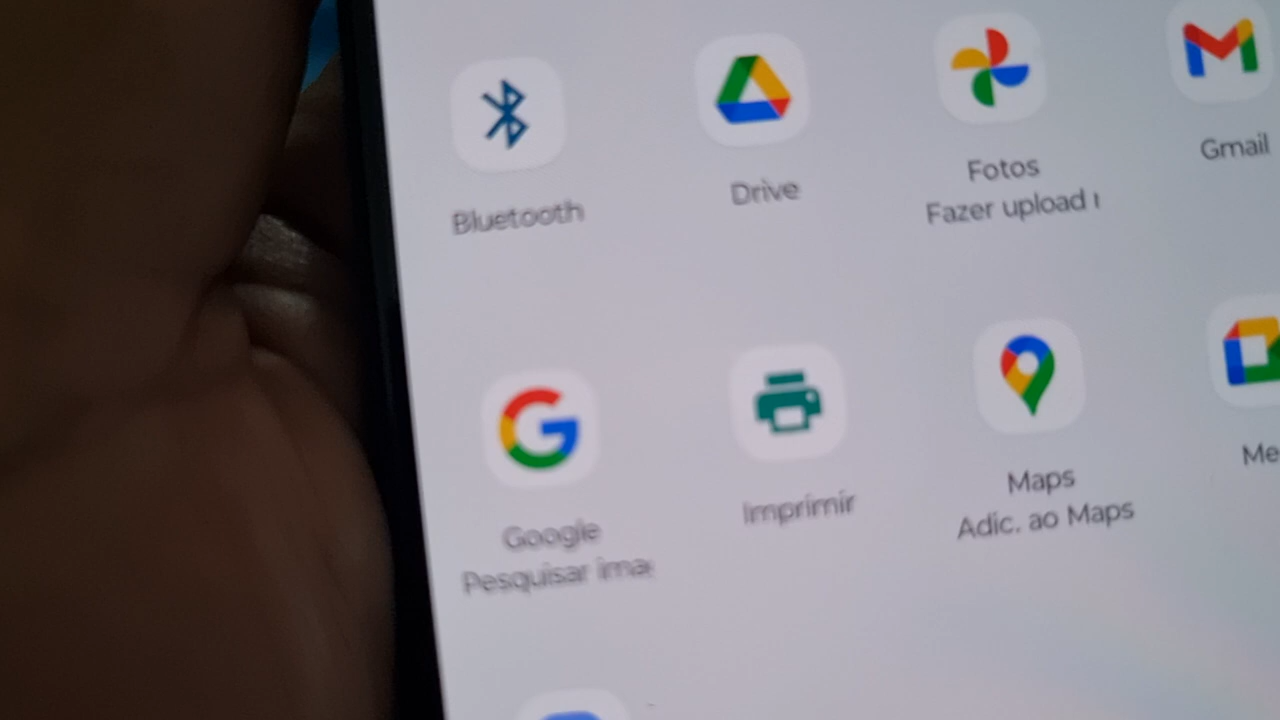 Bluetooth
Drive
Fotos
Fazer upload
Gmail
Google
Pesquisar
Imprimir
Maps
Adic. ao Maps